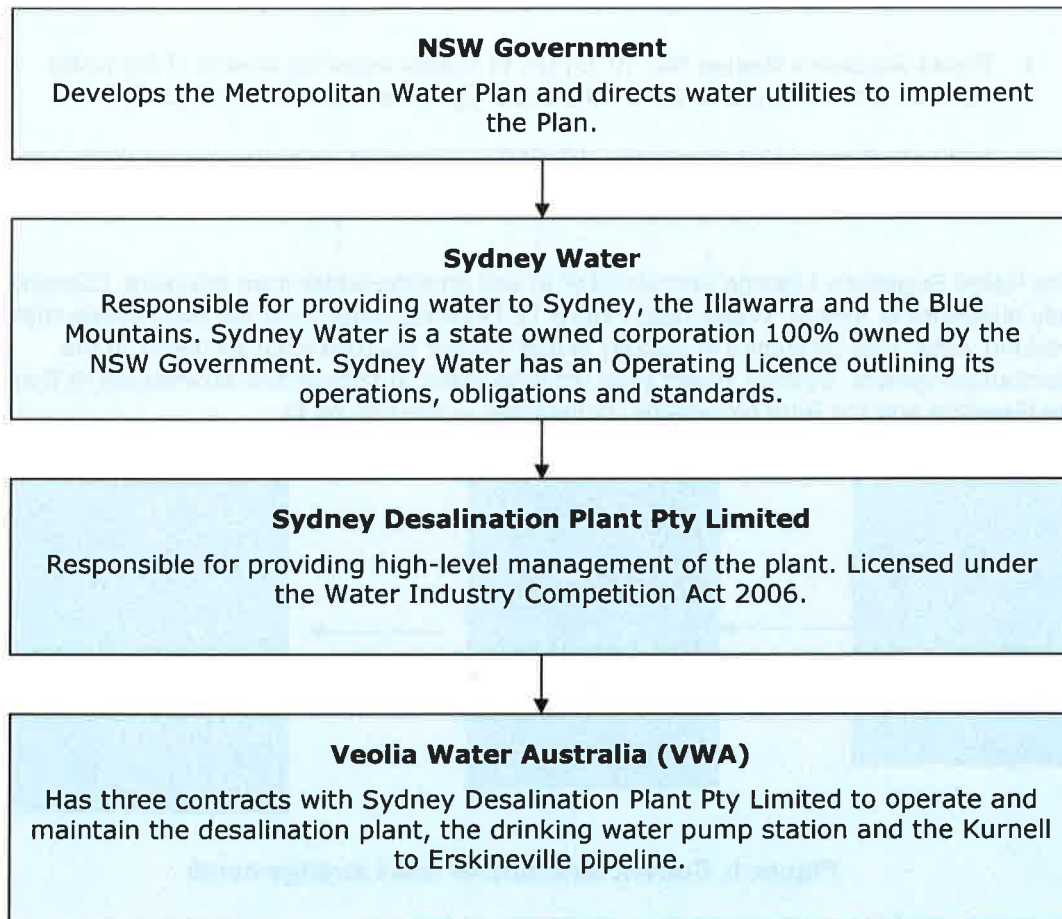 NSW Government
Develops the Metropolitan Water Plan and directs water utilities to implement
the Plan.
Sydney Water
Responsible for providing water to Sydney, the Illawarra and the Blue
Mountains. Sydney Water is a state owned corporation 100% owned by the
NSW Government. Sydney Water has an Operating Licence outlining its
operations, obligations and standards.
Sydney Desalination Plant Pty Limited
Responsible for providing high-level management of the plant. Licensed under
the Water Industry Competition Act 2006.
Veolia Water Australia (VWA)
Has three contracts with Sydney Desalination Plant Pty Limited to operate and
maintain the desalination plant, the drinking water pump station and the Kurnell
to Erskineville pipeline.